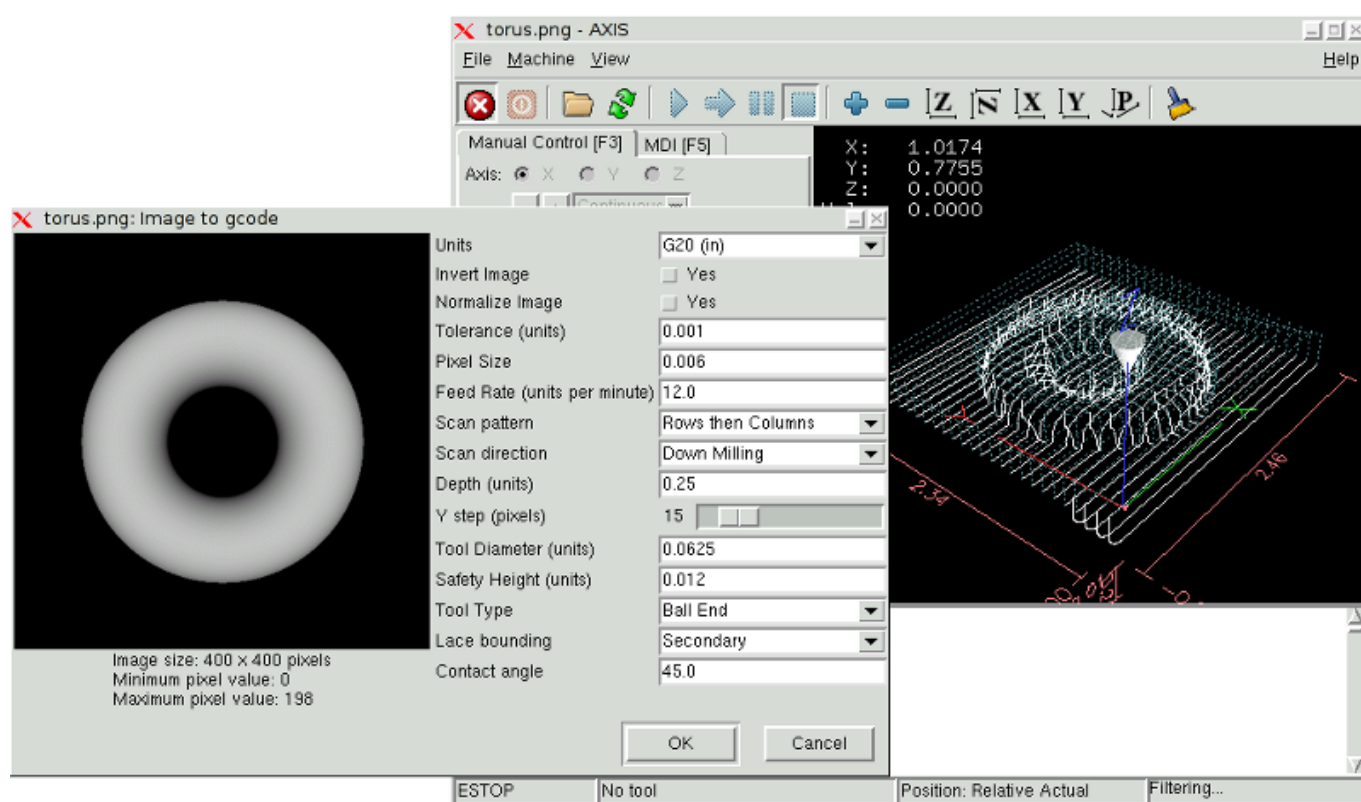 torus.png - AXIS
File Machine View Help
Z N X Y P
Manual Control [F3] MDI [F5]
Axis: X Y Z
Continuous
X: 1.0174
Y: 0.7755
Z: 0.0000
0.0000
torus.png: Image to gcode
Units G20 (in)
Invert Image Yes
Normalize Image Yes
Tolerance (units) 0.001
Pixel Size 0.006
Feed Rate (units per minute) 12.0
Scan pattern Rows then Columns
Scan direction Down Milling
Depth (units) 0.25
Y step (pixels) 15
Tool Diameter (units) 0.0625
Safety Height (units) 0.012
Tool Type Ball End
Lace bounding Secondary
Contact angle 45.0
Image size: 400 x 400 pixels
Minimum pixel value: 0
Maximum pixel value: 198
OK Cancel
X
2.34
2.46
ESTOP No tool Position: Relative Actual Filtering...